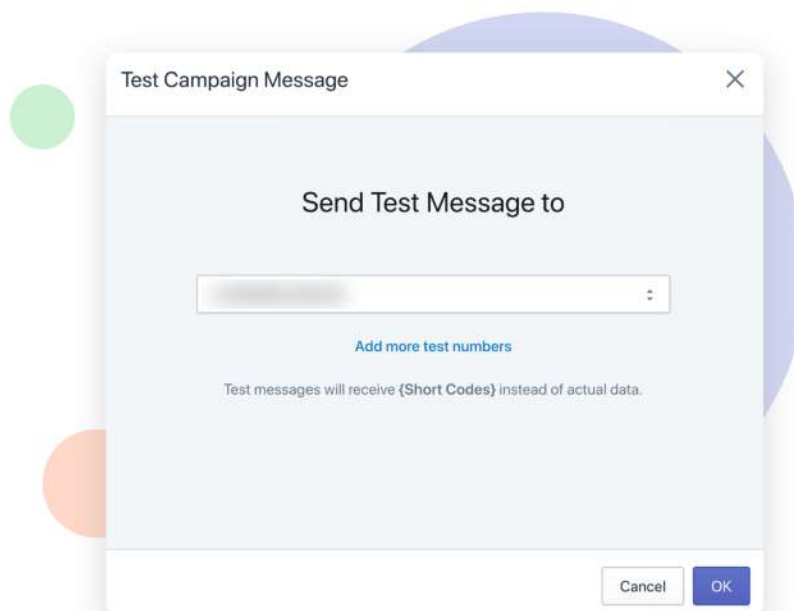 Test Campaign Message
Send Test Message to
Add more test numbers
Test messages will receive {Short Codes} instead of actual data.
Cancel
OK